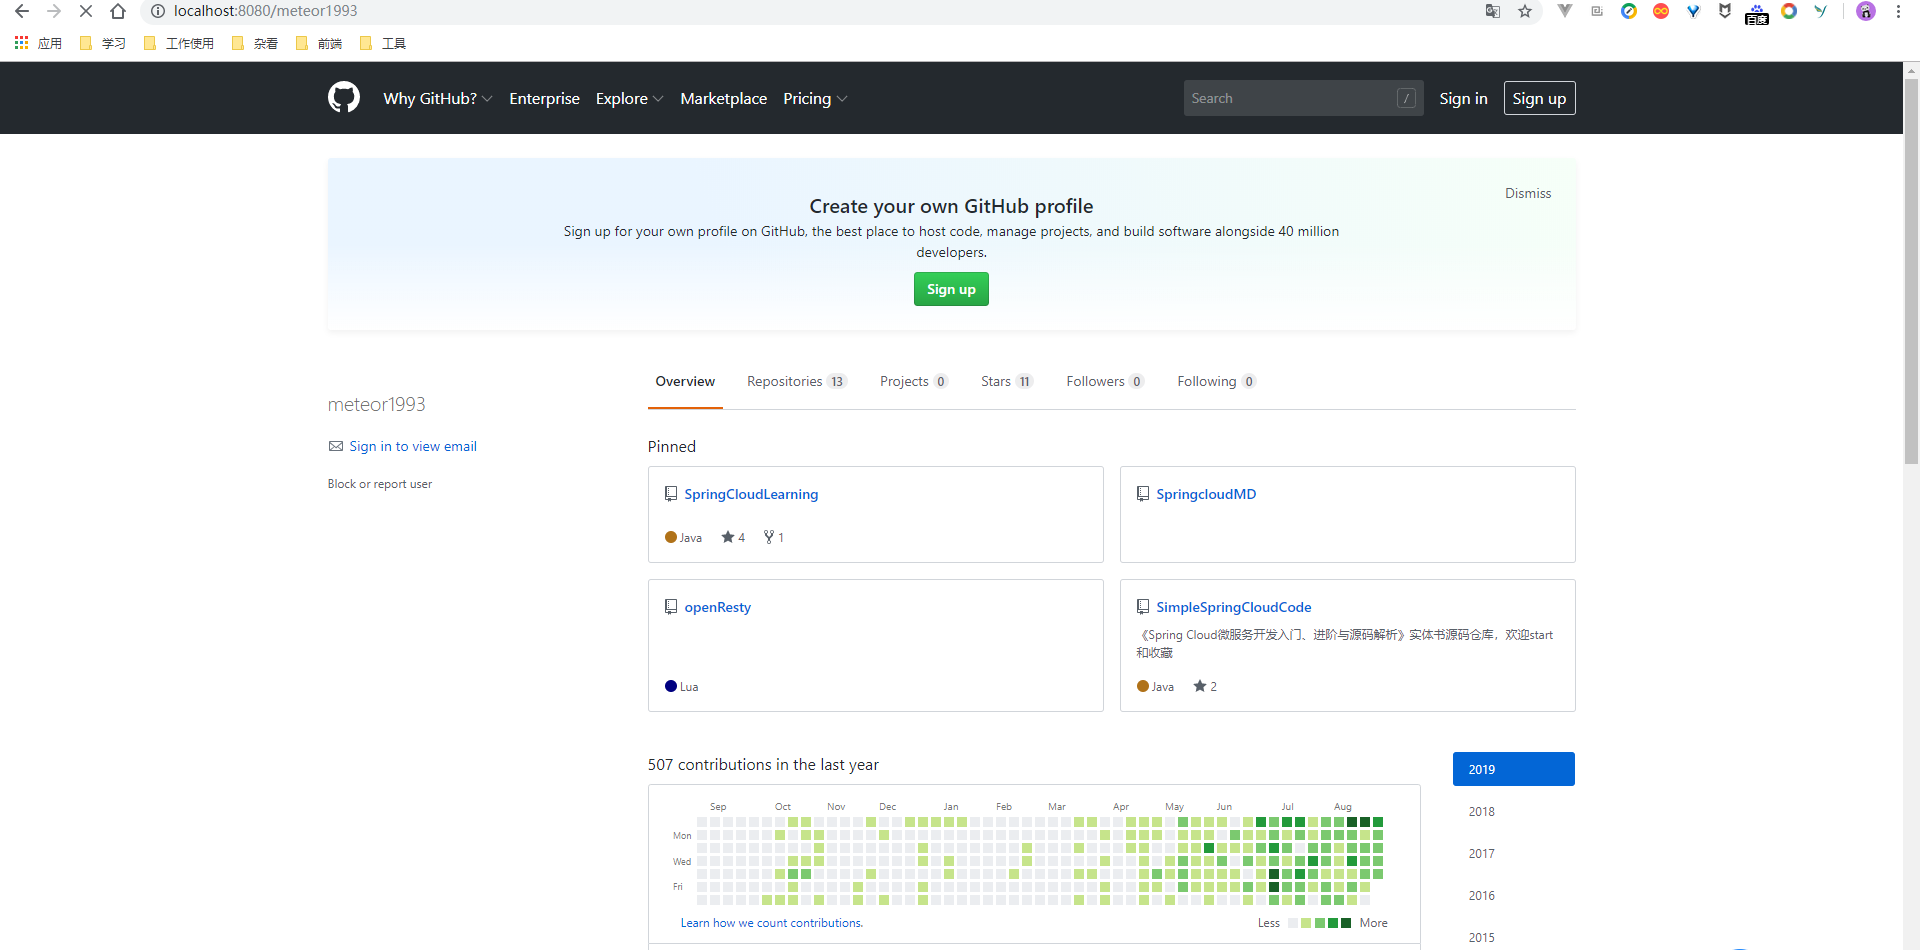 localhost:8080/meteor1993
百度
应用 学习 工作使用 杂看 前端 工具
Why GitHub? Enterprise Explore Marketplace Pricing Search / Sign in Sign up
Dismiss
Create your own GitHub profile
Sign up for your own profile on GitHub, the best place to host code, manage projects, and build software alongside 40 million
developers.
Sign up
Overview Repositories 13 Projects 0 Stars 11 Followers 0 Following 0
meteor1993
Sign in to view email
Block or report user
Pinned
SpringCloudLearning
Java 4 1
SpringcloudMD
openResty
Lua
SimpleSpringCloudCode
《Spring Cloud微服务开发入门、进阶与源码解析》实体书源码仓库，欢迎start
和收藏
Java 2
507 contributions in the last year
Sep Oct Nov Dec Jan Feb Mar Apr May Jun Jul Aug
Mon
Wed
Fri
Learn how we count contributions.
Less More
2019
2018
2017
2016
2015